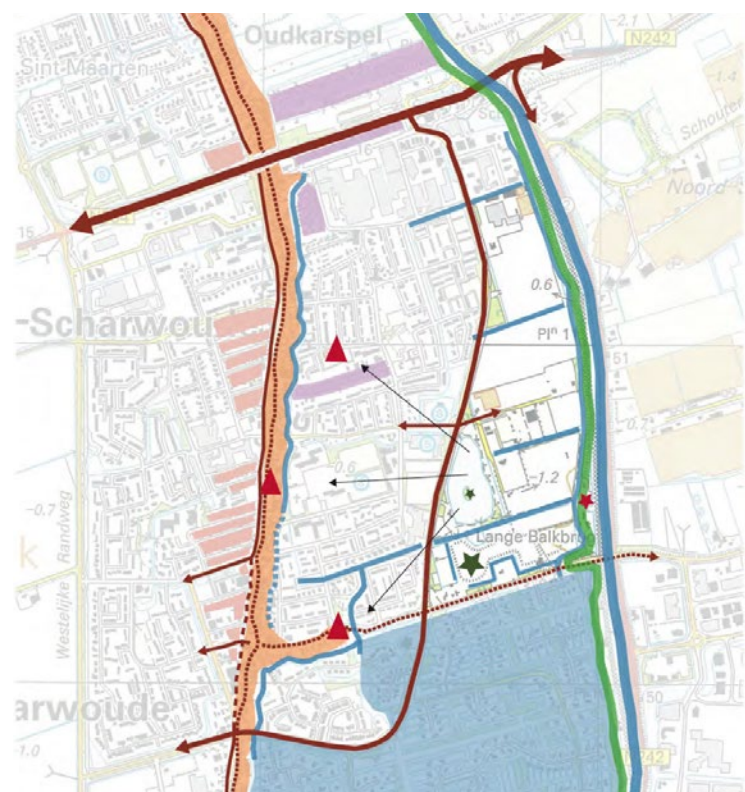 Oudkarspel
Sint-Maarten
-2.1
N242
-1.4
Schouten
Noord-S
15
16
0.6
-Scharwou
Plⁿ 1
51
-0.7
-0.6
-1.2
-0.7
Lange Balkbrug
k
Westelijke Randweg
arwoude
50
-1.0
N242